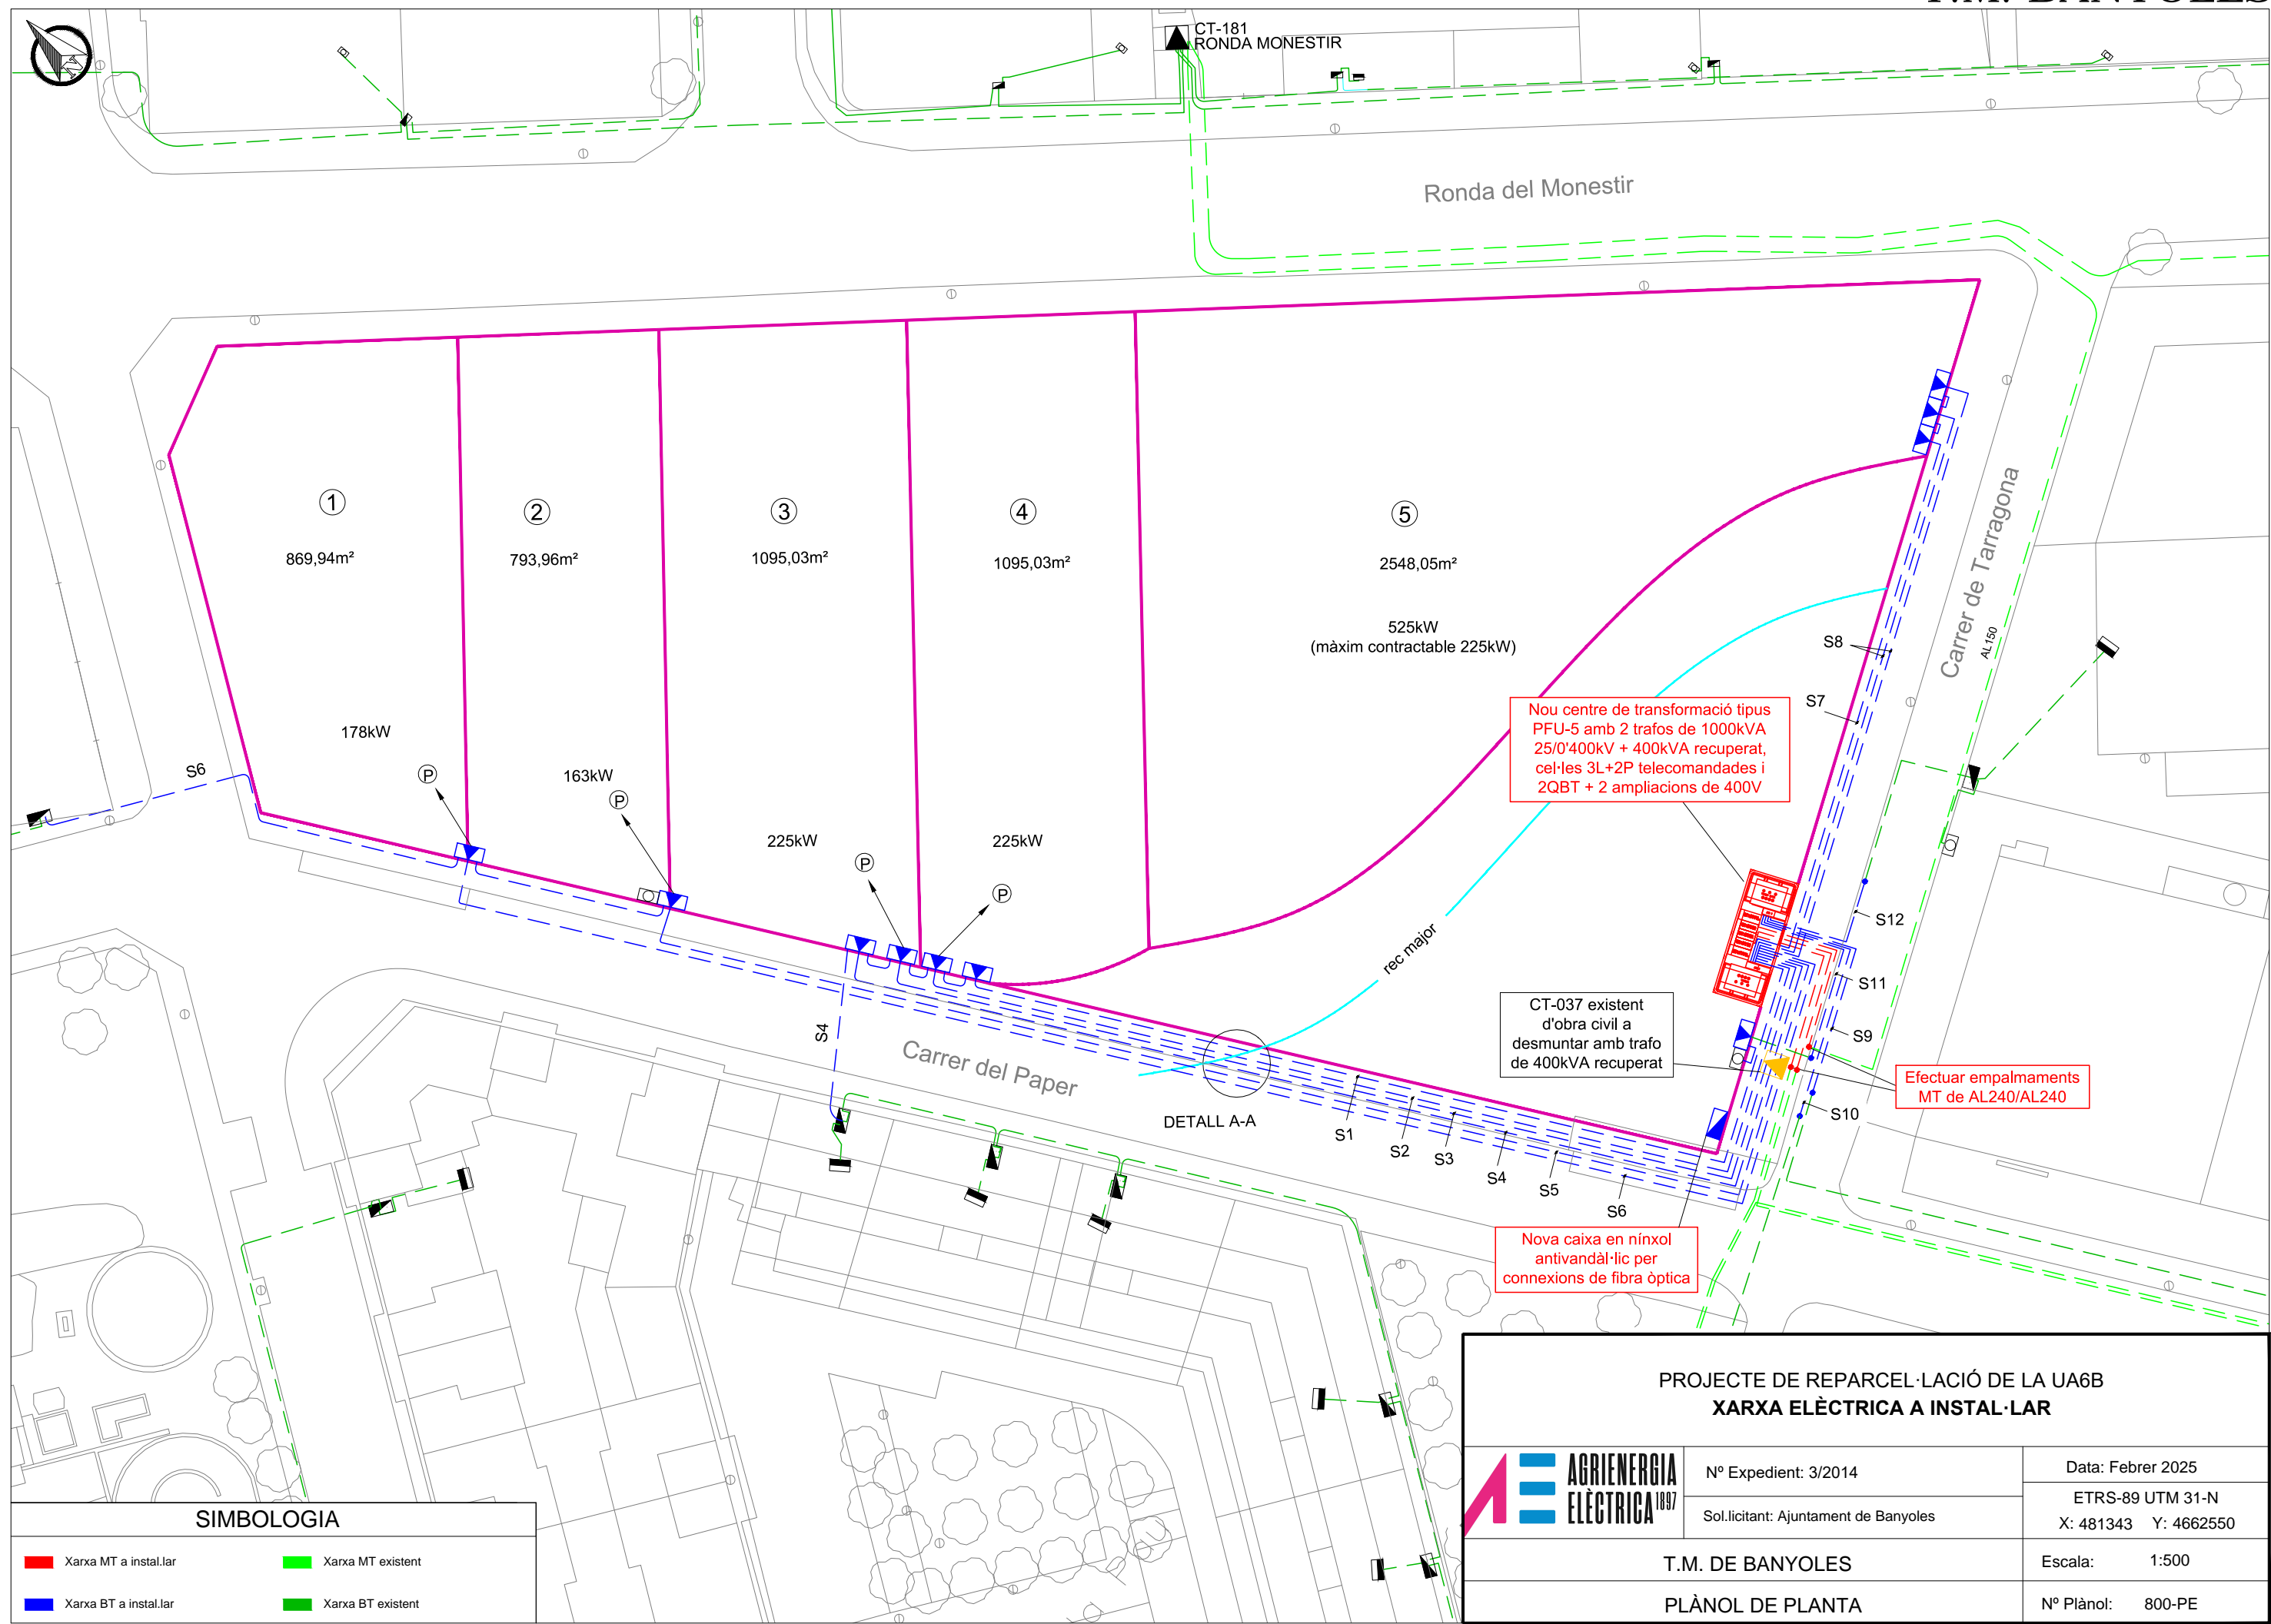 CT-181
RONDA MONESTIR
Ronda del Monestir
N
1
869,94m²
178kW
P
2
793,96m²
163kW
P
3
1095,03m²
225kW
P
4
1095,03m²
225kW
P
5
2548,05m²
525kW
(màxim contractable 225kW)
Carrer de Tarragona
AL150
S8
S7
Nou centre de transformació tipus
PFU-5 amb 2 trafos de 1000kVA
25/0'400kV + 400kVA recuperat,
cel·les 3L+2P telecomandades i
2QBT + 2 ampliacions de 400V
S12
S11
S9
S10
CT-037 existent
d'obra civil a
desmuntar amb trafo
de 400kVA recuperat
Efectuar empalmaments
MT de AL240/AL240
rec major
S6
S4
Carrer del Paper
DETALL A-A
S1
S2
S3
S4
S5
S6
Nova caixa en nínxol
antivandàl·lic per
connexions de fibra òptica
SIMBOLOGIA
Xarxa MT a instal.lar
Xarxa MT existent
Xarxa BT a instal.lar
Xarxa BT existent
PROJECTE DE REPARCEL·LACIÓ DE LA UA6B
XARXA ELÈCTRICA A INSTAL·LAR
AGRIENERGIA
ELÈCTRICA 1897
Nº Expedient: 3/2014
Sol.licitant: Ajuntament de Banyoles
Data: Febrer 2025
ETRS-89 UTM 31-N
X: 481343 Y: 4662550
T.M. DE BANYOLES
Escala: 1:500
PLÀNOL DE PLANTA
Nº Plànol: 800-PE